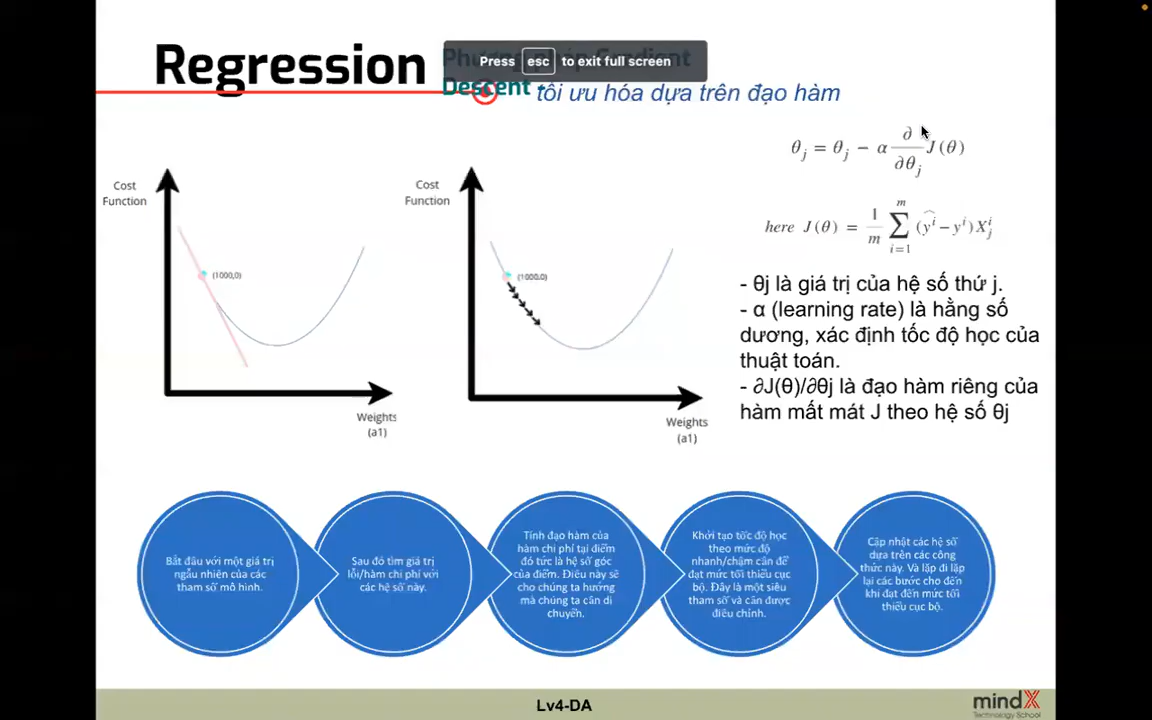 Regression
Phương pháp Gradient
Descent
Press esc to exit full screen
tối ưu hóa dựa trên đạo hàm
θj = θj − α ∂/∂θj J(θ)
here J(θ) = 1/m ∑ i=1 m (ŷ^i − y^i)X_j^i
Cost
Function
(1000,0)
Weights
(a1)
Cost
Function
(1000,0)
Weights
(a1)
- θj là giá trị của hệ số thứ j.
- α (learning rate) là hằng số
dương, xác định tốc độ học của
thuật toán.
- ∂J(θ)/∂θj là đạo hàm riêng của
hàm mất mát J theo hệ số θj
Bắt đầu với một giá trị
ngẫu nhiên của các
tham số mô hình.
Sau đó tìm giá trị
lỗi/hàm chi phí với
các hệ số này.
Tính đạo hàm của
hàm chi phí tại điểm
đó tức là hệ số góc
của điểm. Điều này sẽ
cho chúng ta hướng
mà chúng ta cần di
chuyển.
Khởi tạo tốc độ học
theo mức độ
nhanh/chậm cần để
đạt mức tối thiểu cục
bộ. Đây là một siêu
tham số và cần được
điều chỉnh.
Cập nhật các hệ số
dựa trên các công
thức này. Và lặp đi lặp
lại các bước cho đến
khi đạt đến mức tối
thiểu cục bộ.
Lv4-DA
mindX
Technology School